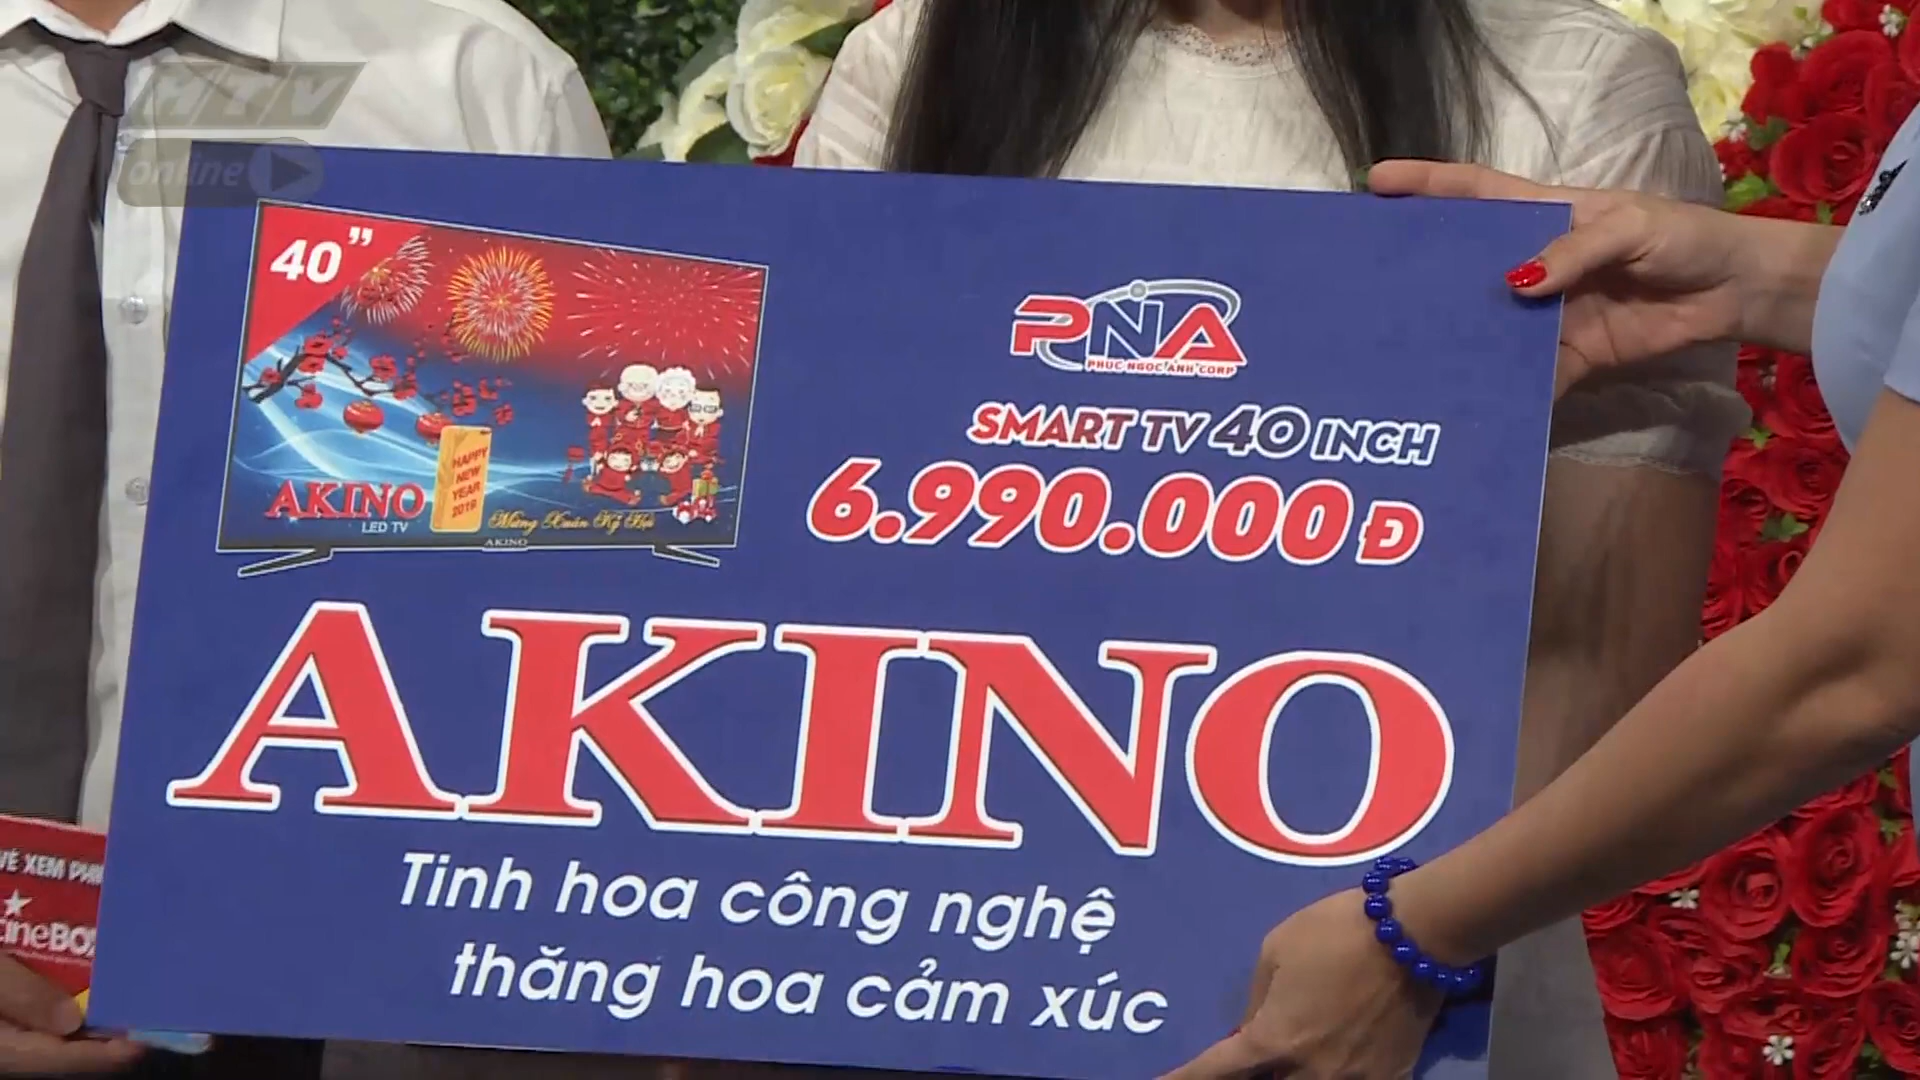 HTV
online
40"
PNA
PHUC NGOC ANH CORP
SMART TV 40 INCH
6.990.000 Đ
HAPPY
NEW
YEAR
2019
AKINO
LED TV
Mừng Xuân Kỷ Hợi
AKINO
AKINO
Tinh hoa công nghệ
thăng hoa cảm xúc
VÉ XEM PHI
cineBOX